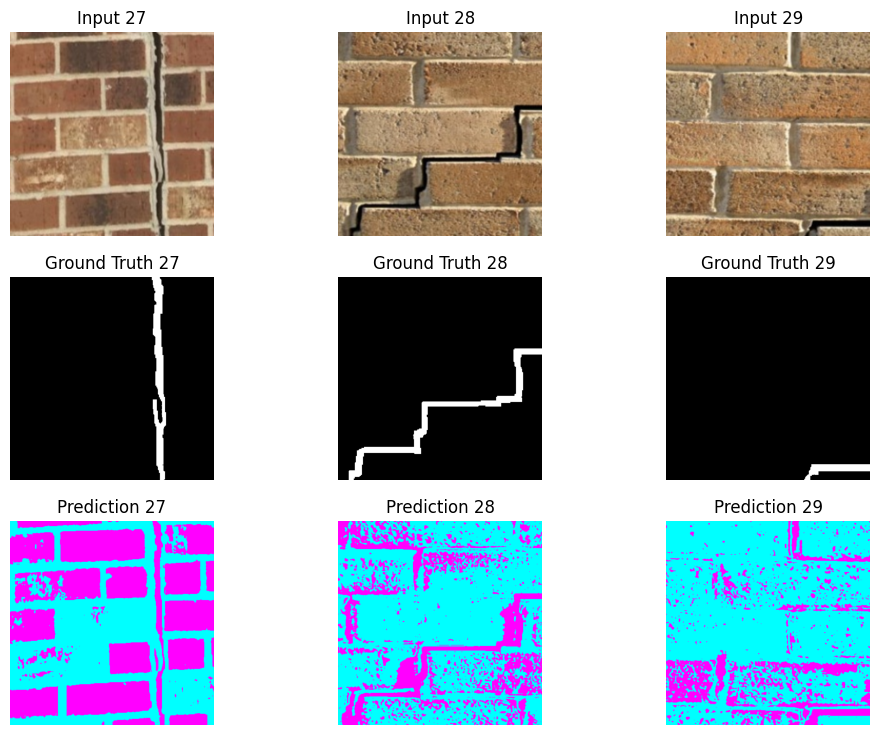 Input 27
Input 28
Input 29
Ground Truth 27
Ground Truth 28
Ground Truth 29
Prediction 27
Prediction 28
Prediction 29